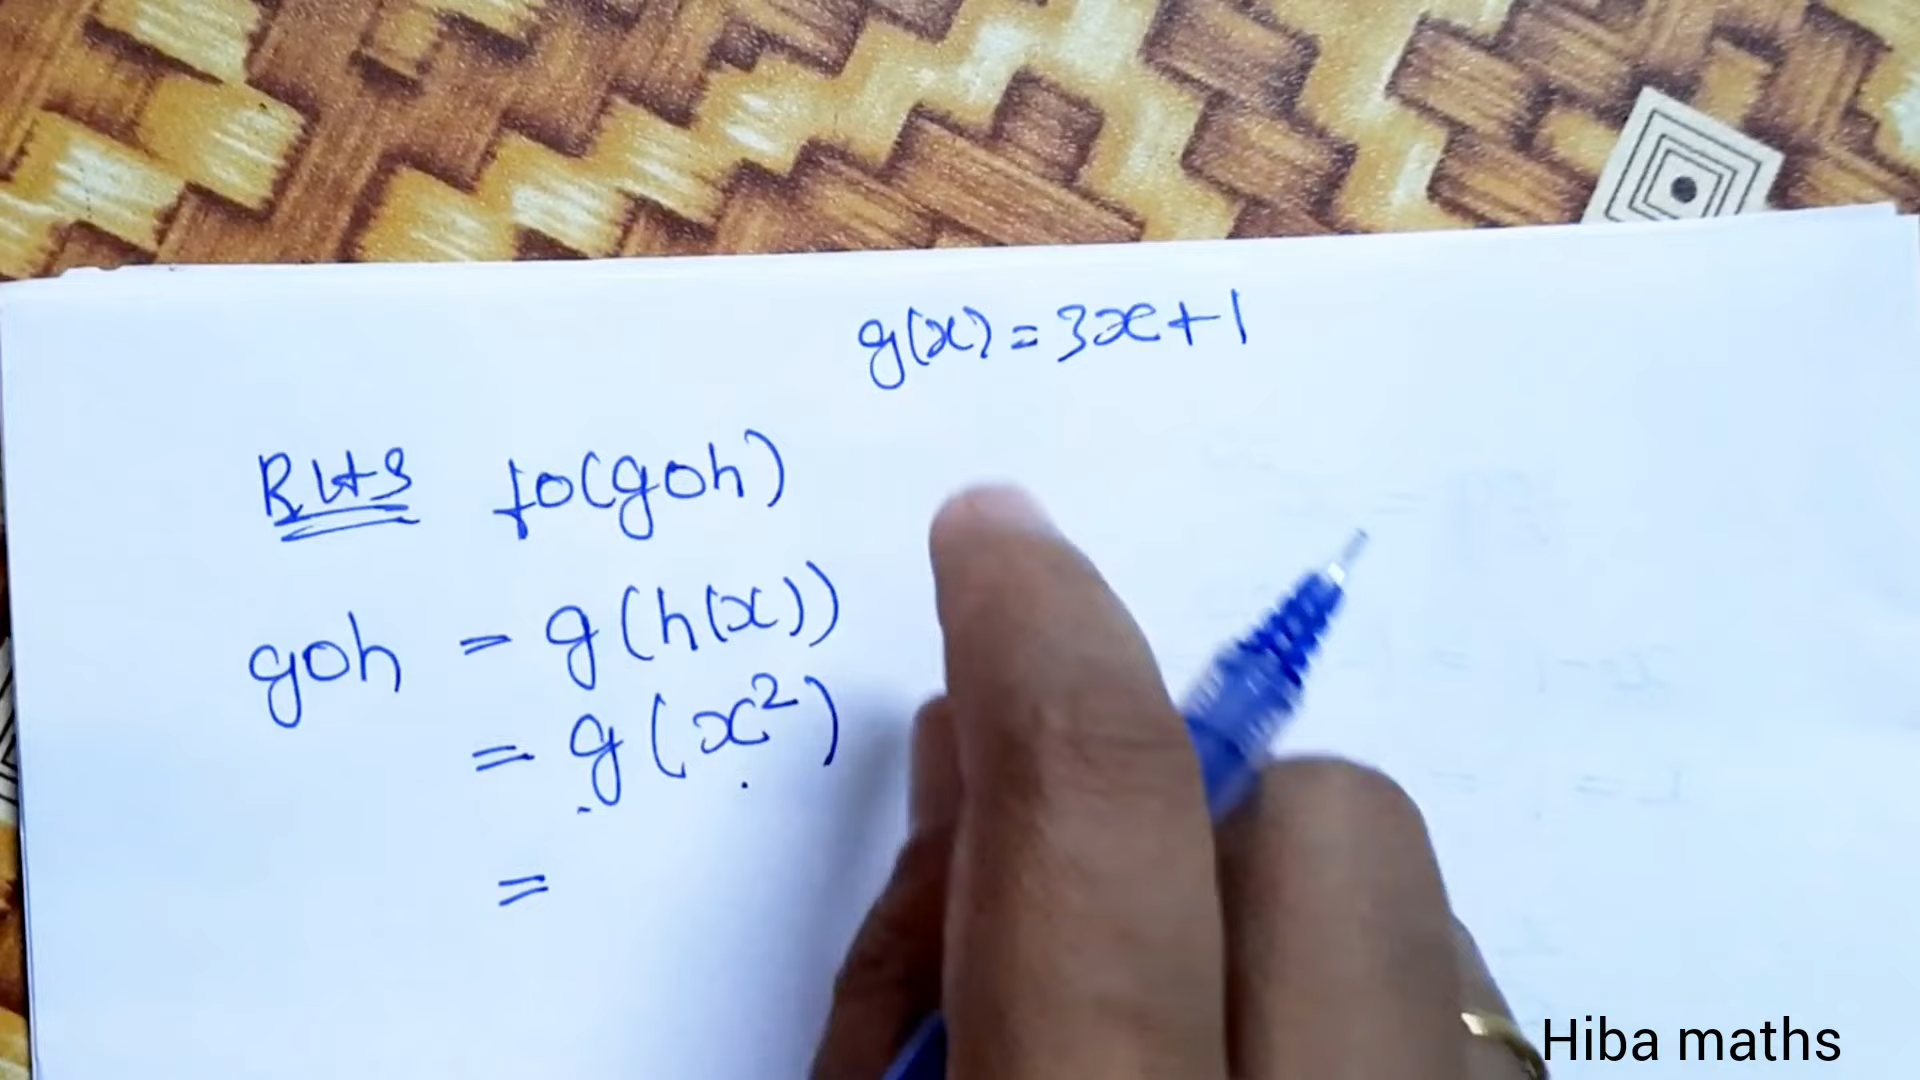 g(x) = 3x+1
RHS fo(goh)
goh = g(h(x))
= g(x²)
=
Hiba maths